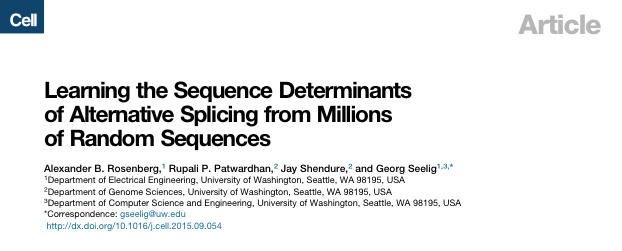 Cell
Article
Learning the Sequence Determinants
of Alternative Splicing from Millions
of Random Sequences
Alexander B. Rosenberg,1 Rupali P. Patwardhan,2 Jay Shendure,2 and Georg Seelig1,3,*
1Department of Electrical Engineering, University of Washington, Seattle, WA 98195, USA
2Department of Genome Sciences, University of Washington, Seattle, WA 98195, USA
3Department of Computer Science and Engineering, University of Washington, Seattle, WA 98195, USA
*Correspondence: gseelig@uw.edu
http://dx.doi.org/10.1016/j.cell.2015.09.054